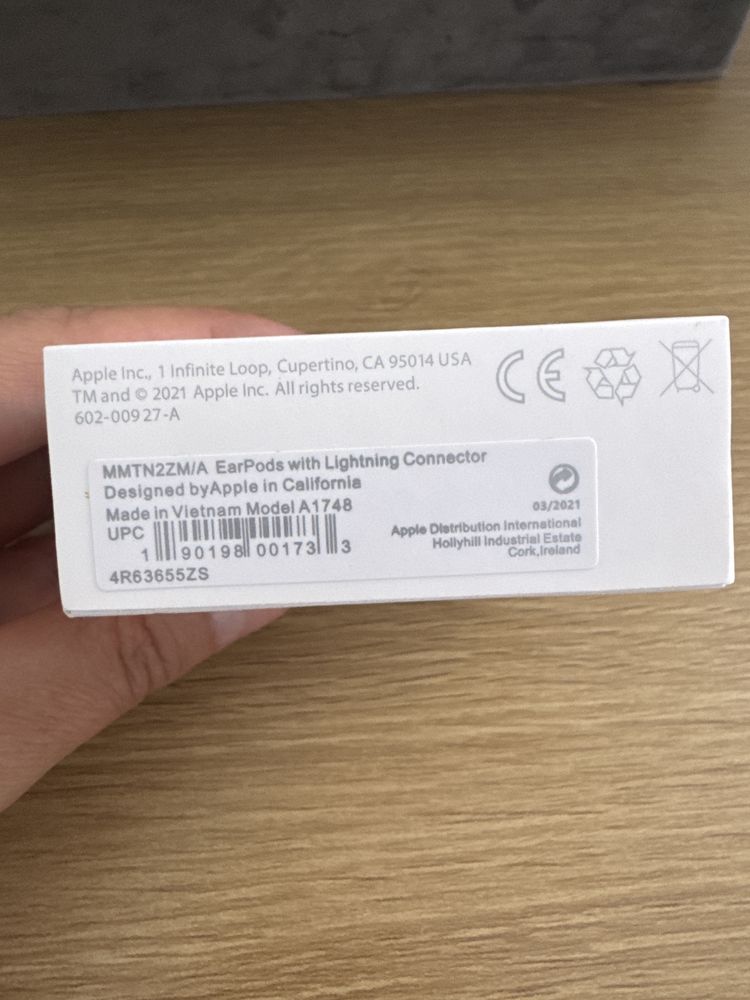 Apple Inc., 1 Infinite Loop, Cupertino, CA 95014 USA
TM and © 2021 Apple Inc. All rights reserved.
602-00927-A
CE
MMTN2ZM/A EarPods with Lightning Connector
Designed byApple in California
Made in Vietnam Model A1748
UPC
1 90198 00173 3
4R63655ZS
03/2021
Apple Distribution International
Hollyhill Industrial Estate
Cork,Ireland